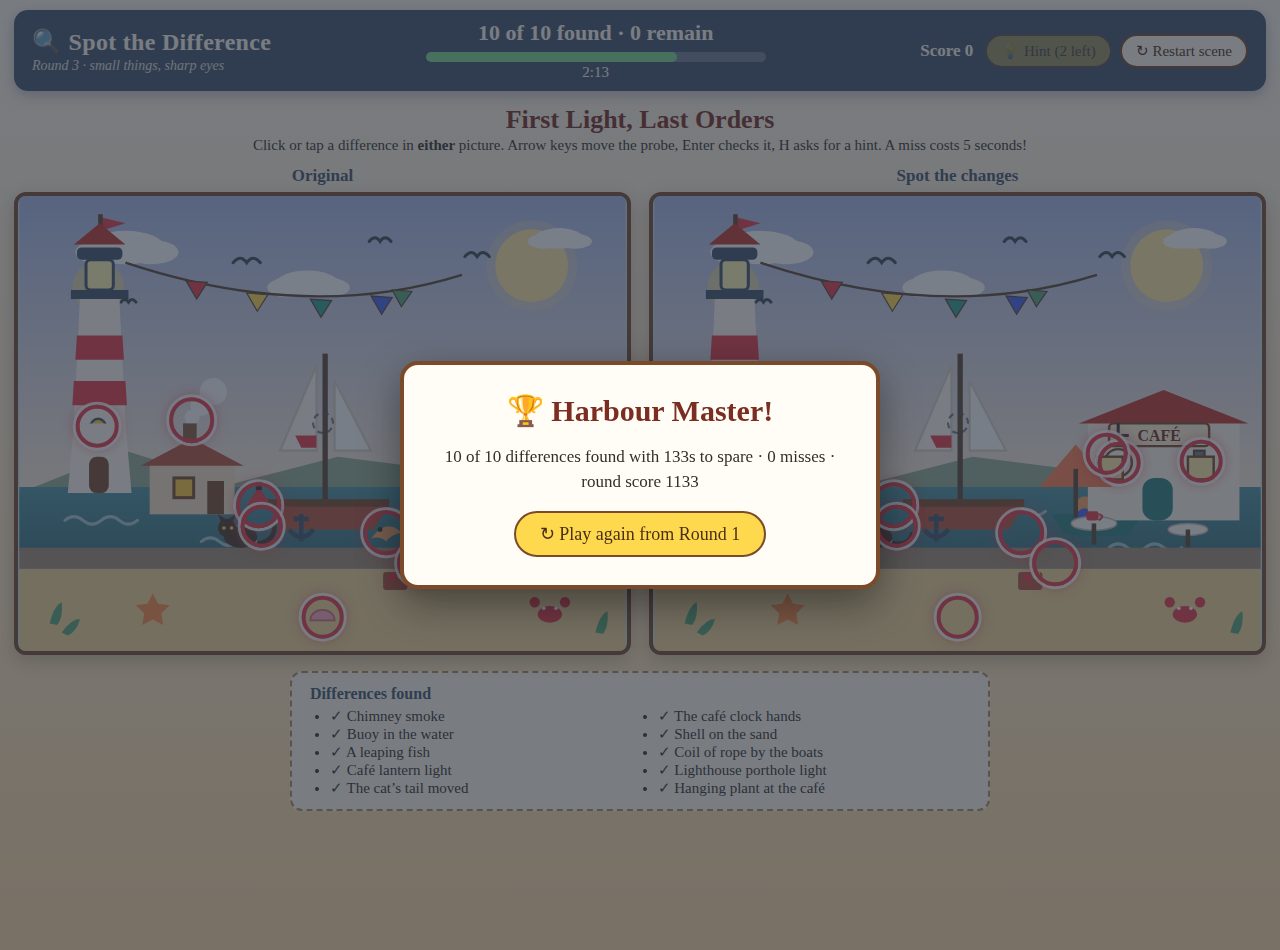 🔍 Spot the Difference
Round 3 · small things, sharp eyes
10 of 10 found · 0 remain
2:13
Score 0
💡 Hint (2 left)
↻ Restart scene
First Light, Last Orders
Click or tap a difference in either picture. Arrow keys move the probe, Enter checks it, H asks for a hint. A miss costs 5 seconds!
Original
Spot the changes
CAFÉ
🏆 Harbour Master!
10 of 10 differences found with 133s to spare · 0 misses ·
round score 1133
↻ Play again from Round 1
Differences found
✓ Chimney smoke
✓ Buoy in the water
✓ A leaping fish
✓ Café lantern light
✓ The cat’s tail moved
✓ The café clock hands
✓ Shell on the sand
✓ Coil of rope by the boats
✓ Lighthouse porthole light
✓ Hanging plant at the café